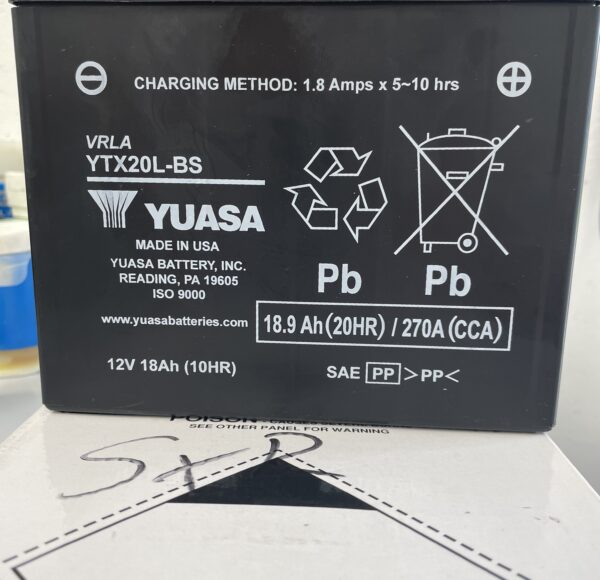 CHARGING METHOD: 1.8 Amps x 5~10 hrs
VRLA
YTX20L-BS
YUASA
MADE IN USA
YUASA BATTERY, INC.
READING, PA 19605
ISO 9000
www.yuasabatteries.com
12V 18Ah (10HR)
Pb
Pb
18.9 Ah(20HR) / 270A(CCA)
SAE PP >PP<
SEE OTHER PANEL FOR WARNING